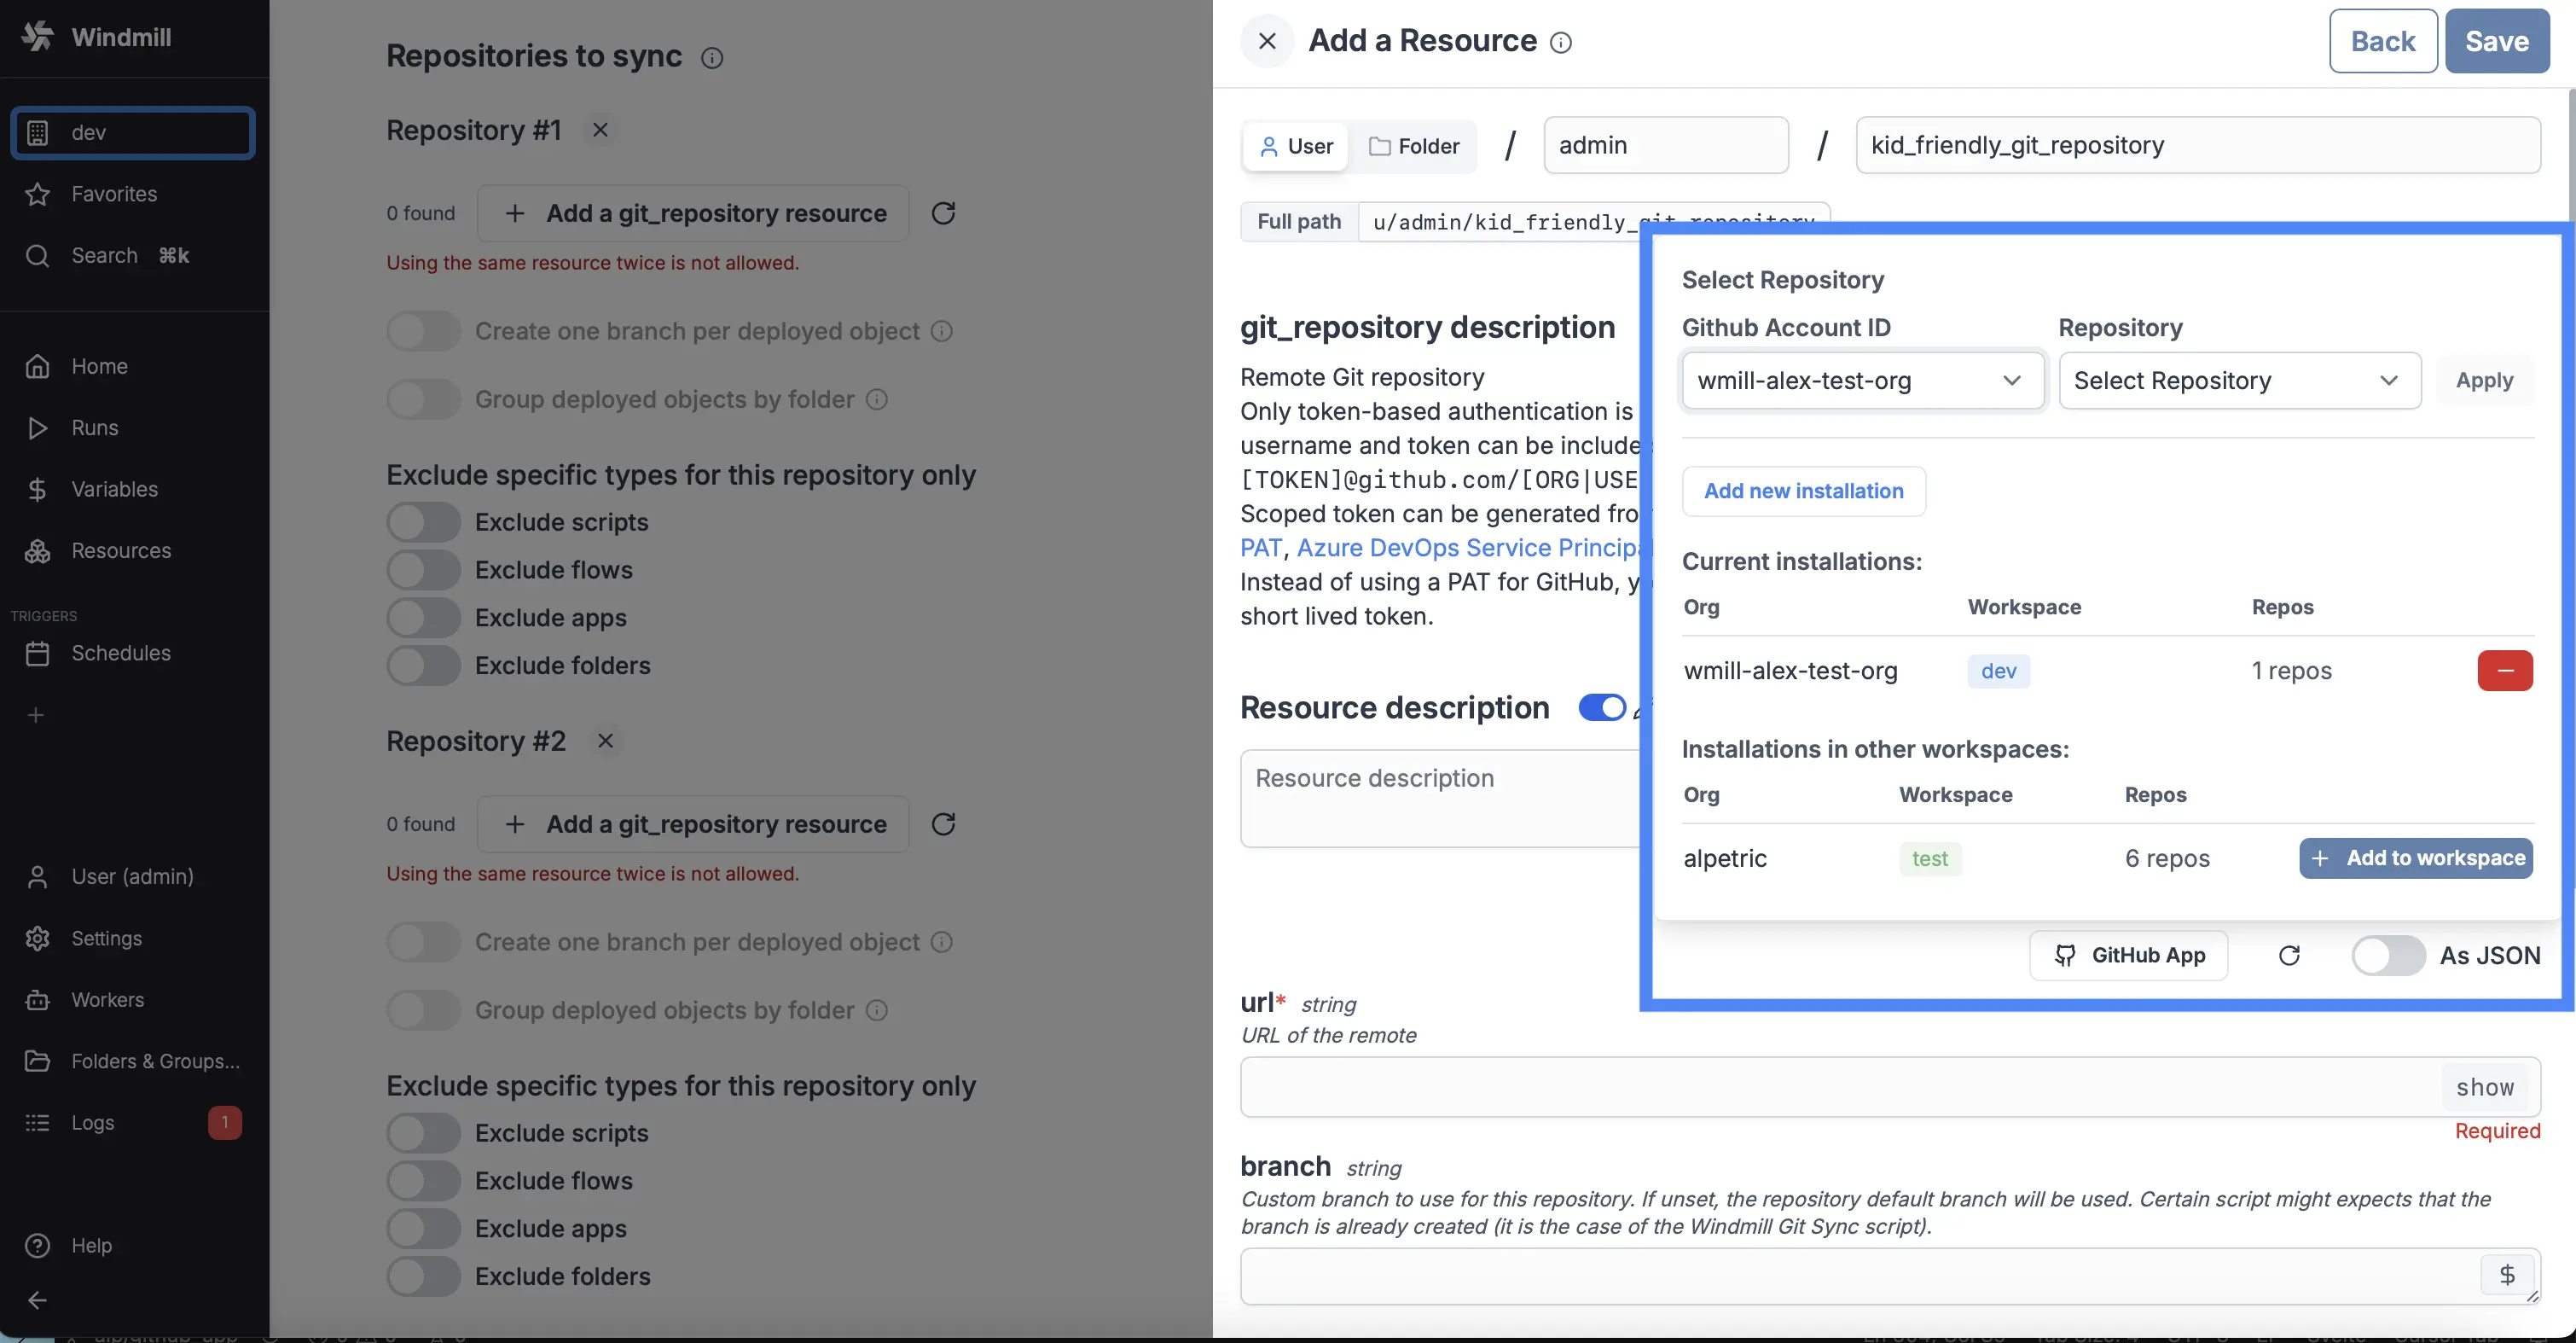 Windmill
dev
Favorites
Search ⌘k
Home
Runs
Variables
Resources
TRIGGERS
Schedules
User (admin)
Settings
Workers
Folders & Groups...
Logs 1
Help
Repositories to sync
Repository #1
0 found
Add a git_repository resource
Using the same resource twice is not allowed.
Create one branch per deployed object
Group deployed objects by folder
Exclude specific types for this repository only
Exclude scripts
Exclude flows
Exclude apps
Exclude folders
Repository #2
0 found
Add a git_repository resource
Using the same resource twice is not allowed.
Create one branch per deployed object
Group deployed objects by folder
Exclude specific types for this repository only
Exclude scripts
Exclude flows
Exclude apps
Exclude folders
Add a Resource
Back Save
User Folder / admin / kid_friendly_git_repository
Full path u/admin/kid_friendly_git_repository
git_repository description
Remote Git repository
Only token-based authentication is
username and token can be include
[TOKEN]@github.com/[ORG|USE
Scoped token can be generated fro
PAT, Azure DevOps Service Principa
Instead of using a PAT for GitHub, y
short lived token.
Resource description
Resource description
Select Repository
Github Account ID Repository
wmill-alex-test-org Select Repository Apply
Add new installation
Current installations:
Org Workspace Repos
wmill-alex-test-org dev 1 repos
Installations in other workspaces:
Org Workspace Repos
alpetric test 6 repos + Add to workspace
GitHub App As JSON
url* string
URL of the remote
show
Required
branch string
Custom branch to use for this repository. If unset, the repository default branch will be used. Certain script might expects that the
branch is already created (it is the case of the Windmill Git Sync script).
$